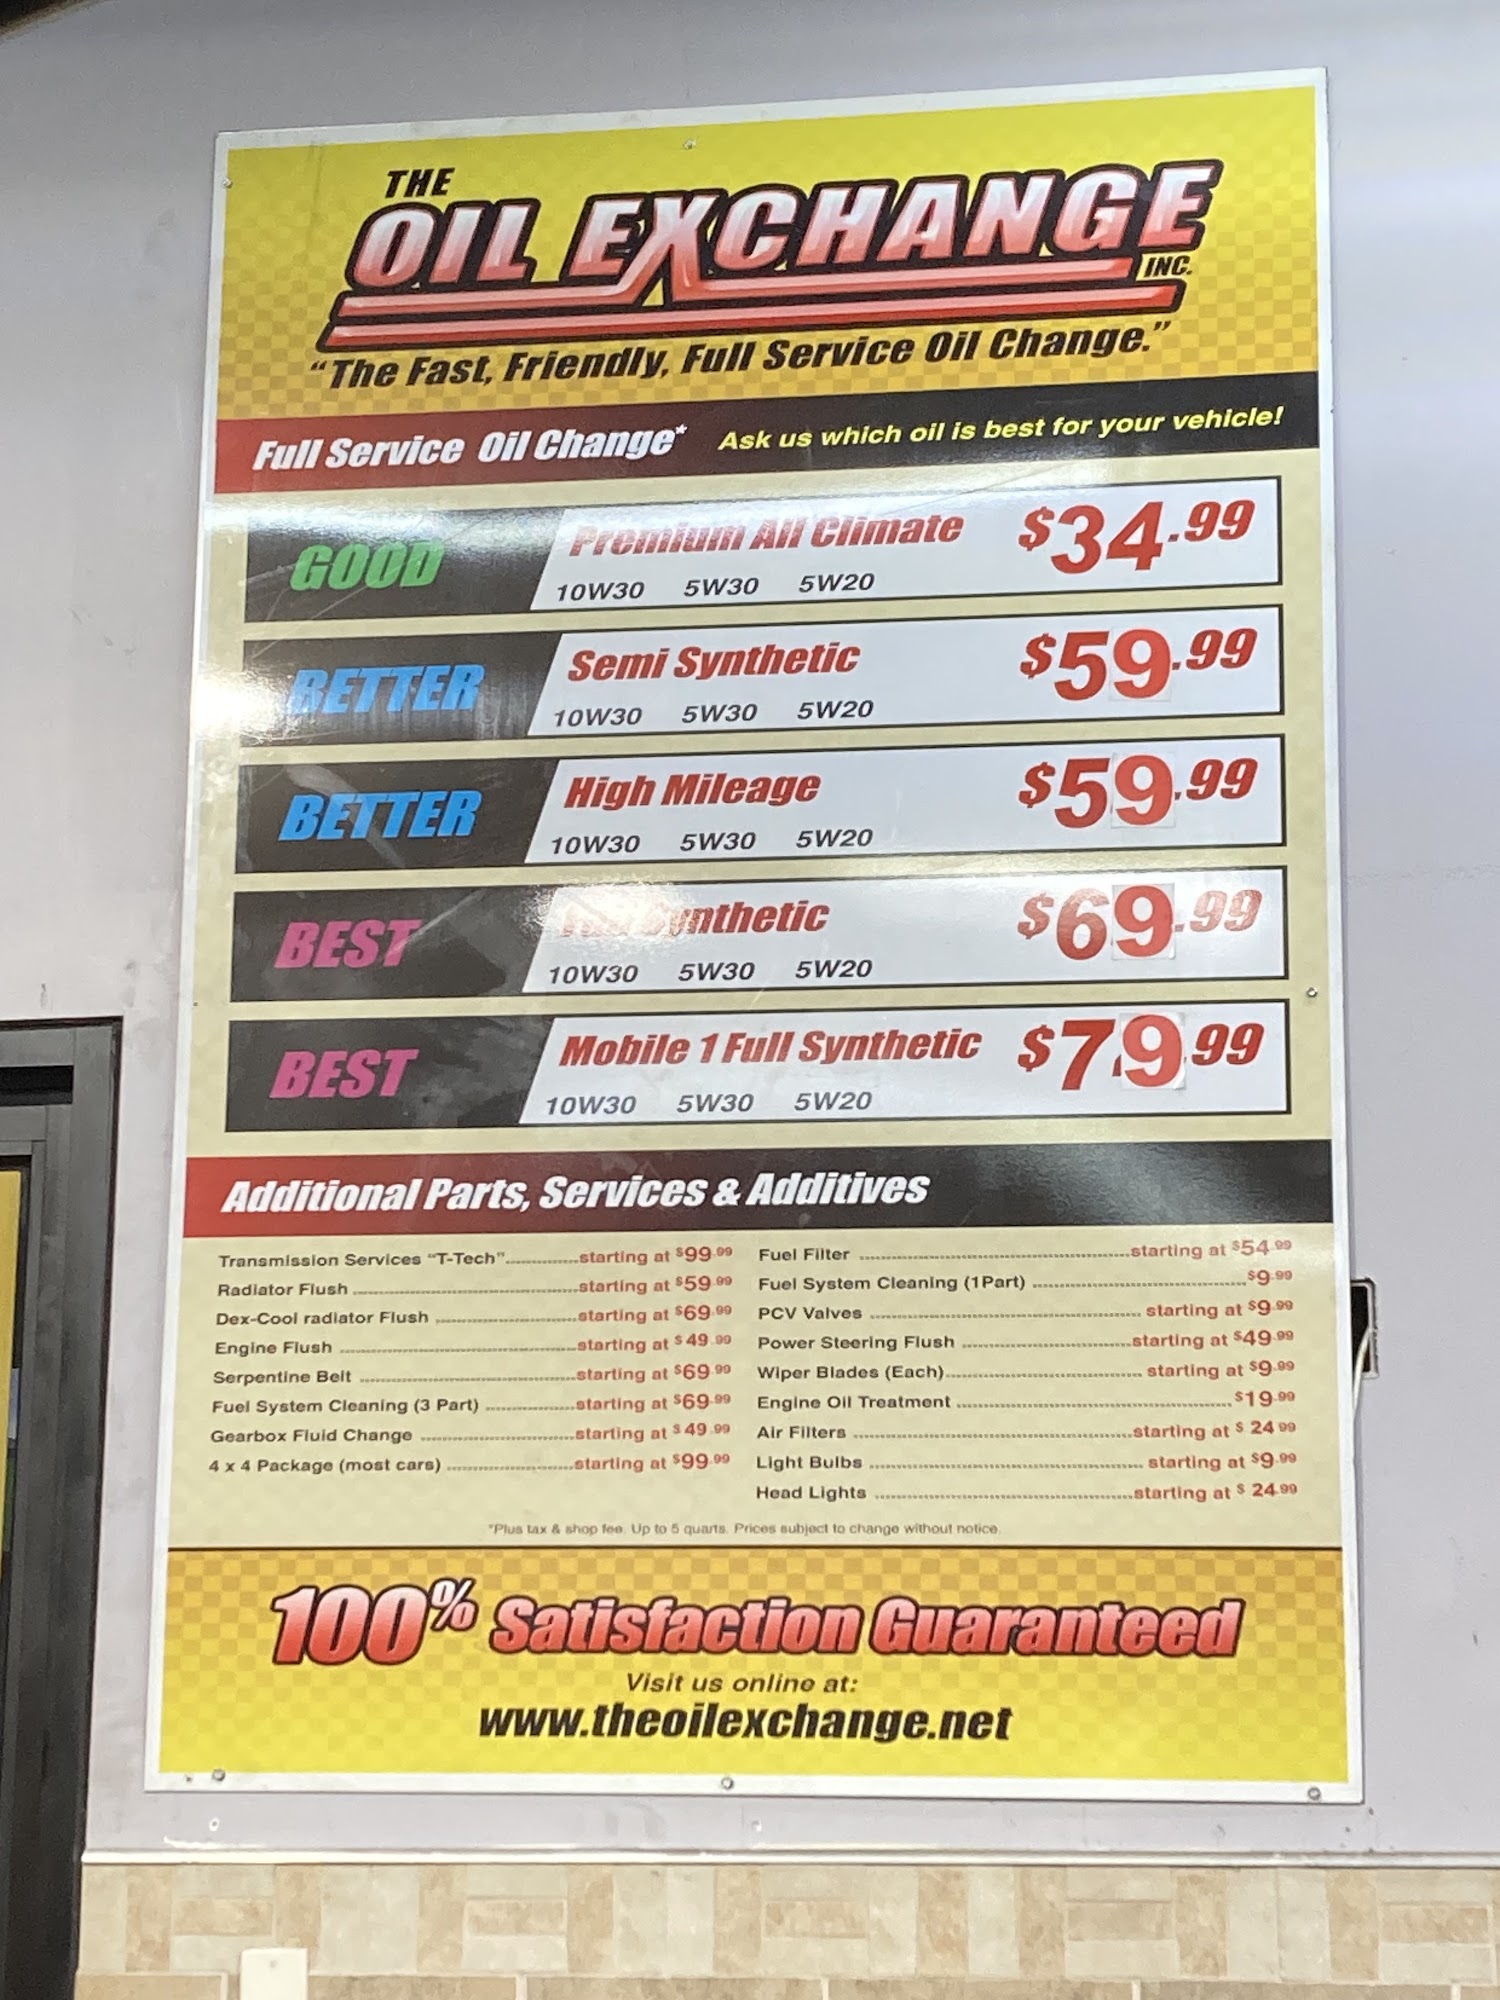 THE
OIL EXCHANGE
INC.
"The Fast, Friendly, Full Service Oil Change."
Full Service Oil Change* Ask us which oil is best for your vehicle!
GOOD Premium All Climate $34.99
10W30 5W30 5W20
BETTER Semi Synthetic $59.99
10W30 5W30 5W20
BETTER High Mileage $59.99
10W30 5W30 5W20
BEST Full Synthetic $69.99
10W30 5W30 5W20
BEST Mobile 1 Full Synthetic $79.99
10W30 5W30 5W20
Additional Parts, Services & Additives
Transmission Services "T-Tech" starting at $99.99
Radiator Flush starting at $59.99
Dex-Cool radiator Flush starting at $69.99
Engine Flush starting at $49.99
Serpentine Belt starting at $69.99
Fuel System Cleaning (3 Part) starting at $69.99
Gearbox Fluid Change starting at $49.99
4 x 4 Package (most cars) starting at $99.99
Fuel Filter starting at $54.99
Fuel System Cleaning (1Part) $9.99
PCV Valves starting at $9.99
Power Steering Flush starting at $49.99
Wiper Blades (Each) starting at $9.99
Engine Oil Treatment $19.99
Air Filters starting at $24.99
Light Bulbs starting at $9.99
Head Lights starting at $24.99
*Plus tax & shop fee. Up to 5 quarts. Prices subject to change without notice.
100% Satisfaction Guaranteed
Visit us online at:
www.theoilexchange.net